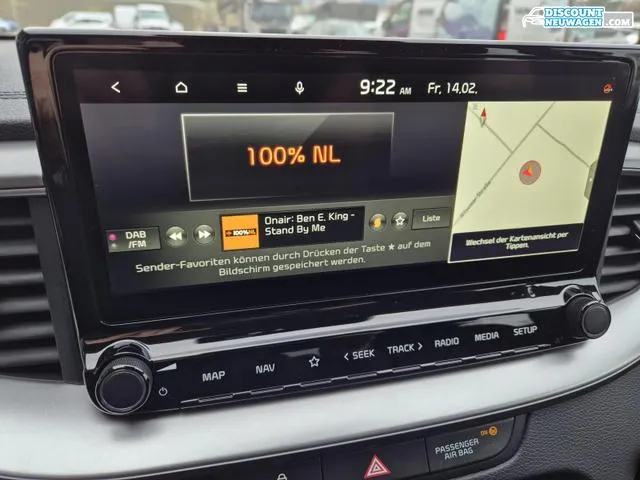 DISCOUNT
NEUWAGEN.COM
9:22 AM Fr. 14.02.
100% NL
DAB
/FM
100%NL
Onair: Ben E. King -
Stand By Me
Liste
Sender-Favoriten können durch Drücken der Taste ★ auf dem
Bildschirm gespeichert werden.
Wechsel der Kartenansicht per
Tippen.
MAP NAV ☆ < SEEK TRACK > RADIO MEDIA SETUP
PASSENGER
AIR BAG
ON